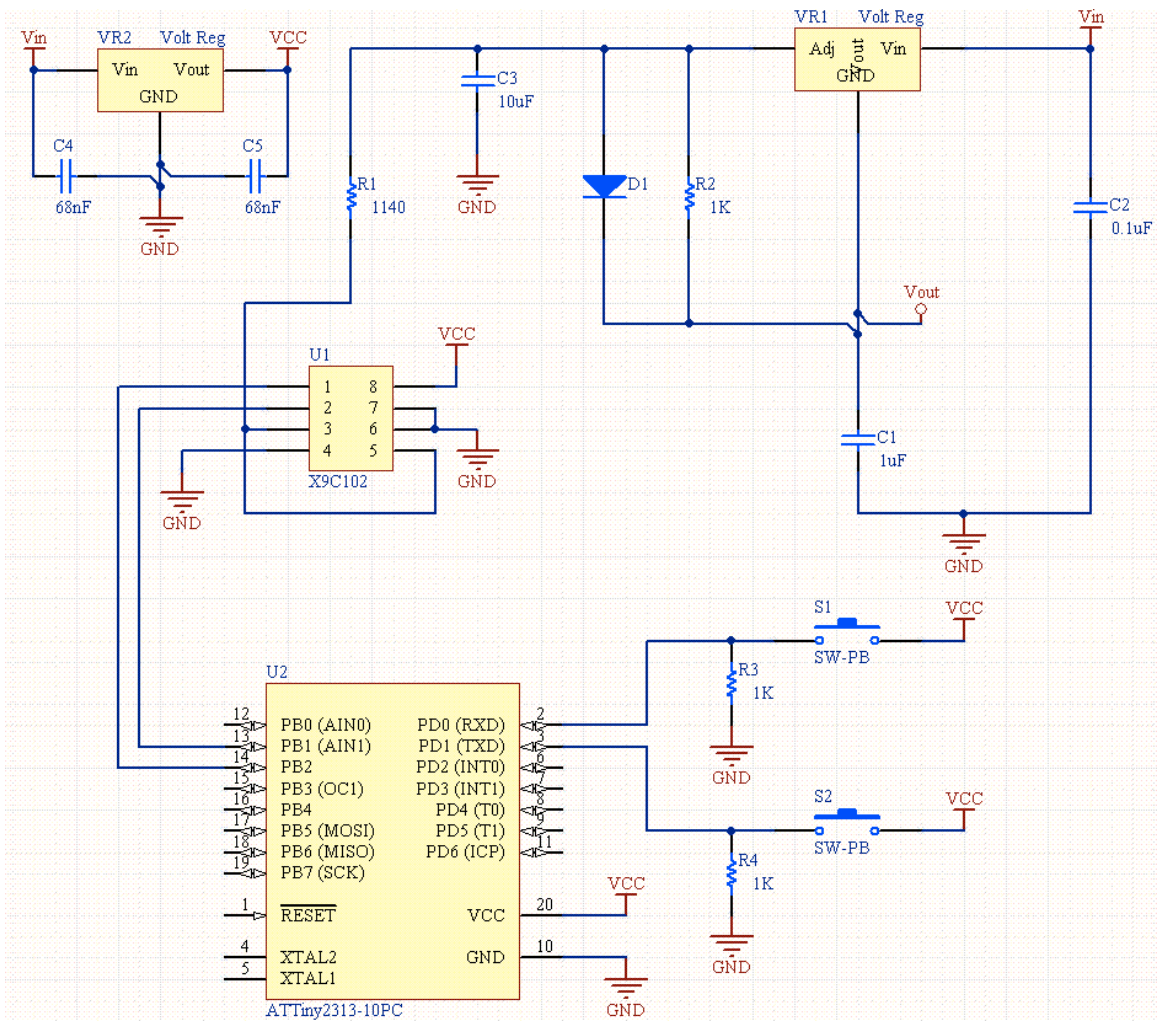 Vin
VR2 Volt Reg
VCC
Vin Vout
GND
C4
68nF
C5
68nF
GND
C3
10uF
GND
R1
1140
D1
R2
1K
VR1 Volt Reg
Adj Vout Vin
GND
Vin
C2
0.1uF
Vout
C1
1uF
GND
VCC
U1
1 8
2 7
3 6
4 5
X9C102
GND
GND
U2
12 PB0 (AIN0) PD0 (RXD) 2
13 PB1 (AIN1) PD1 (TXD) 3
14 PB2 PD2 (INT0) 6
15 PB3 (OC1) PD3 (INT1) 7
16 PB4 PD4 (T0) 8
17 PB5 (MOSI) PD5 (T1) 9
18 PB6 (MISO) PD6 (ICP) 11
19 PB7 (SCK)
1 RESET VCC 20
4 XTAL2 GND 10
5 XTAL1
ATTiny2313-10PC
VCC
GND
S1
SW-PB
VCC
R3
1K
GND
S2
SW-PB
VCC
R4
1K
GND